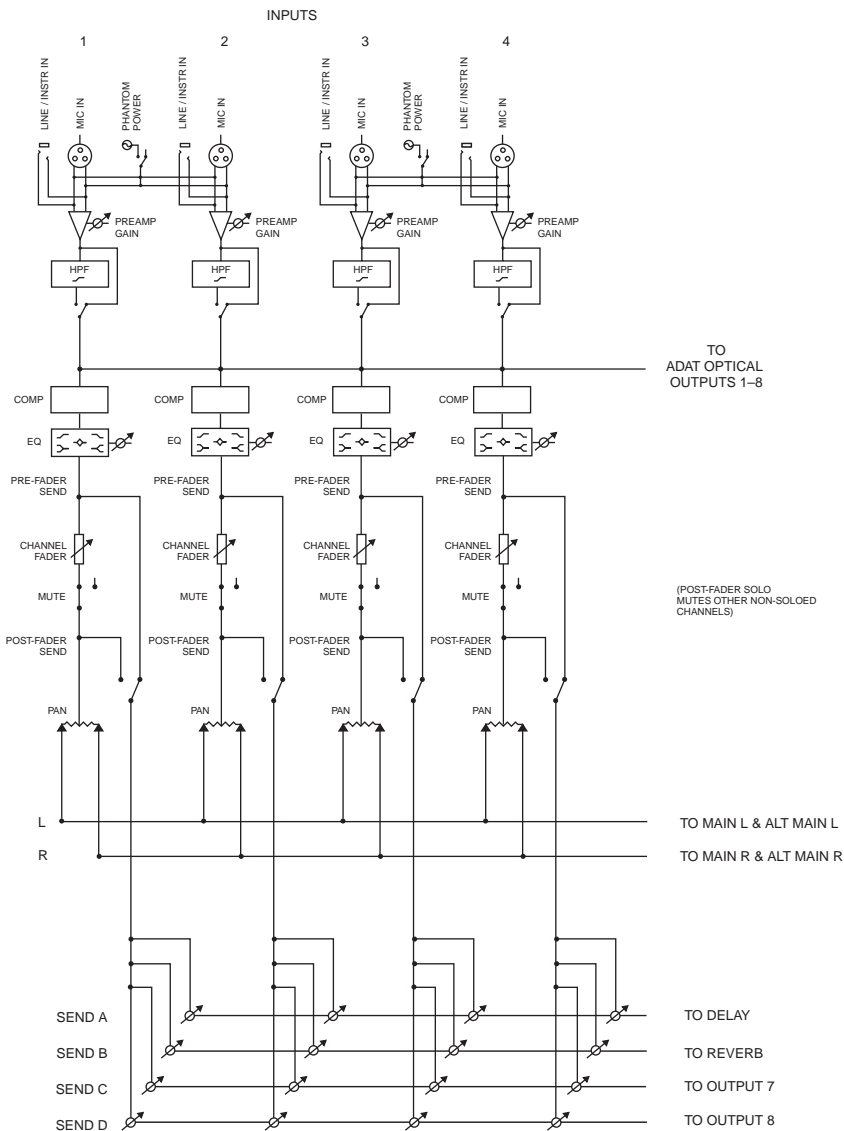 INPUTS
1 2 3 4
LINE / INSTR IN
MIC IN
PHANTOM
POWER
LINE / INSTR IN
MIC IN
LINE / INSTR IN
MIC IN
PHANTOM
POWER
LINE / INSTR IN
MIC IN
PREAMP
GAIN
PREAMP
GAIN
PREAMP
GAIN
PREAMP
GAIN
HPF HPF HPF HPF
TO
ADAT OPTICAL
OUTPUTS 1–8
COMP COMP COMP COMP
EQ EQ EQ EQ
PRE-FADER
SEND
PRE-FADER
SEND
PRE-FADER
SEND
PRE-FADER
SEND
CHANNEL
FADER
CHANNEL
FADER
CHANNEL
FADER
CHANNEL
FADER
MUTE MUTE MUTE MUTE
(POST-FADER SOLO
MUTES OTHER NON-SOLOED
CHANNELS)
POST-FADER
SEND
POST-FADER
SEND
POST-FADER
SEND
POST-FADER
SEND
PAN PAN PAN PAN
L TO MAIN L & ALT MAIN L
R TO MAIN R & ALT MAIN R
SEND A TO DELAY
SEND B TO REVERB
SEND C TO OUTPUT 7
SEND D TO OUTPUT 8